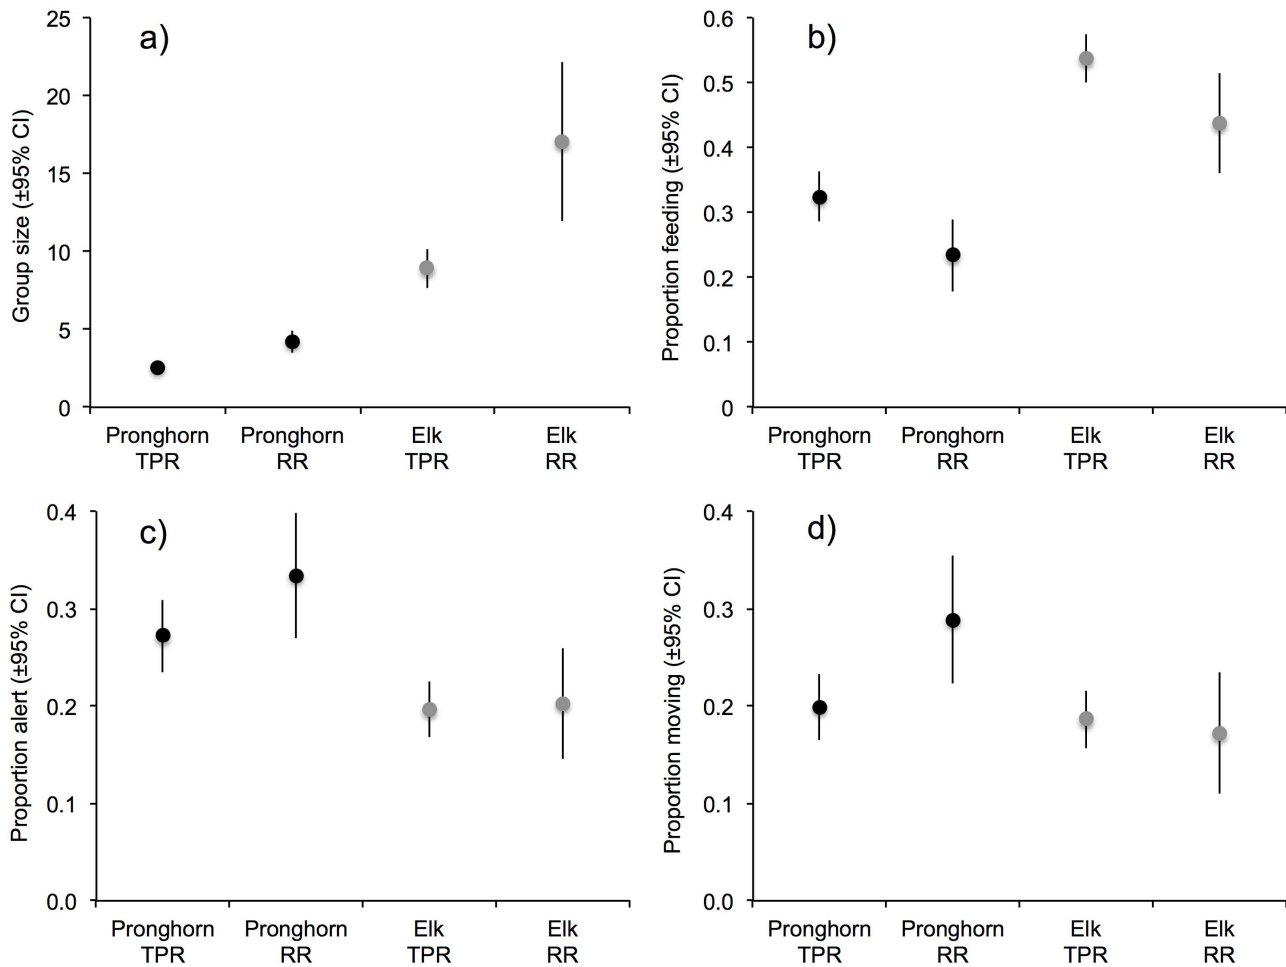 a)
Group size (±95% CI)
25
20
15
10
5
0
Pronghorn
TPR
Pronghorn
RR
Elk
TPR
Elk
RR
b)
Proportion feeding (±95% CI)
0.6
0.5
0.4
0.3
0.2
0.1
0
Pronghorn
TPR
Pronghorn
RR
Elk
TPR
Elk
RR
c)
Proportion alert (±95% CI)
0.4
0.3
0.2
0.1
0.0
Pronghorn
TPR
Pronghorn
RR
Elk
TPR
Elk
RR
d)
Proportion moving (±95% CI)
0.4
0.3
0.2
0.1
0.0
Pronghorn
TPR
Pronghorn
RR
Elk
TPR
Elk
RR